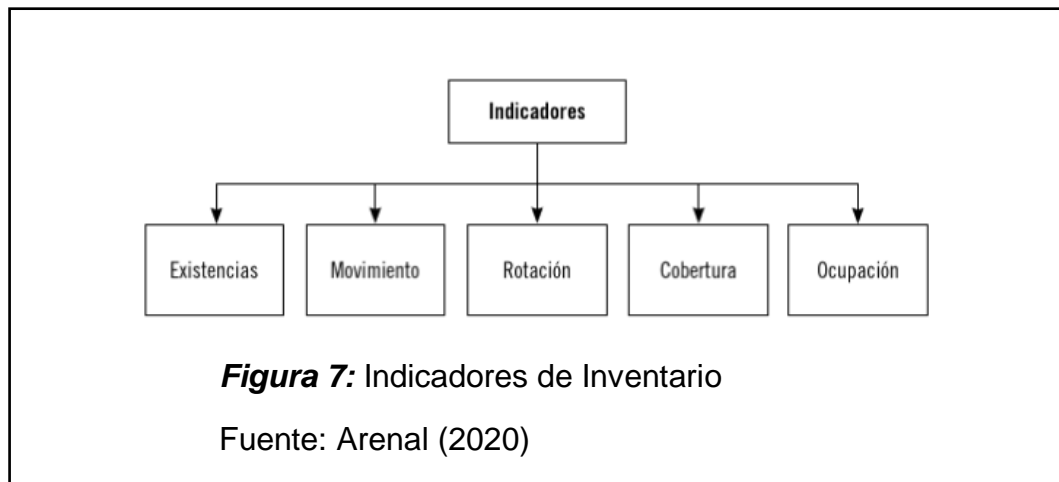 Indicadores
Existencias Movimiento Rotación Cobertura Ocupación
Figura 7: Indicadores de Inventario
Fuente: Arenal (2020)